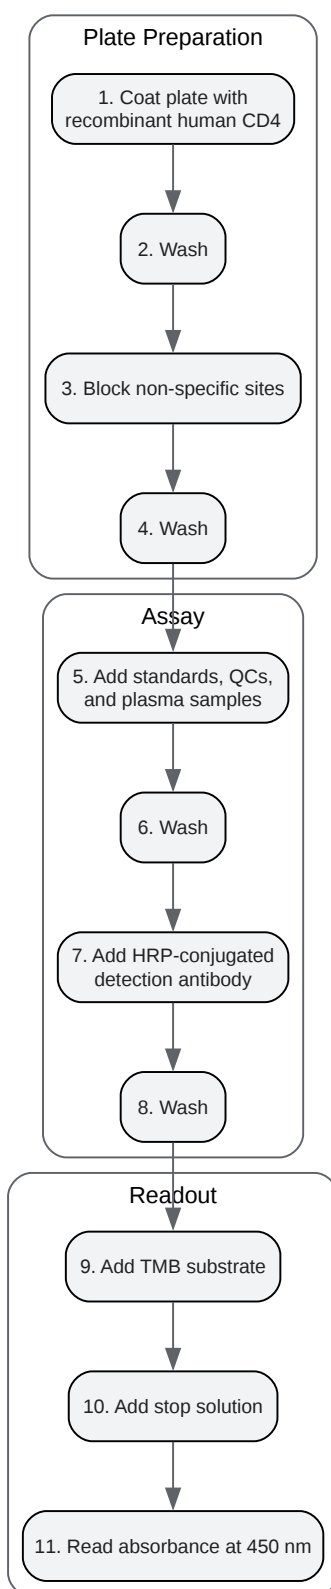 Plate Preparation
1. Coat plate with
recombinant human CD4
2. Wash
3. Block non-specific sites
4. Wash
Assay
5. Add standards, QCs,
and plasma samples
6. Wash
7. Add HRP-conjugated
detection antibody
8. Wash
Readout
9. Add TMB substrate
10. Add stop solution
11. Read absorbance at 450 nm